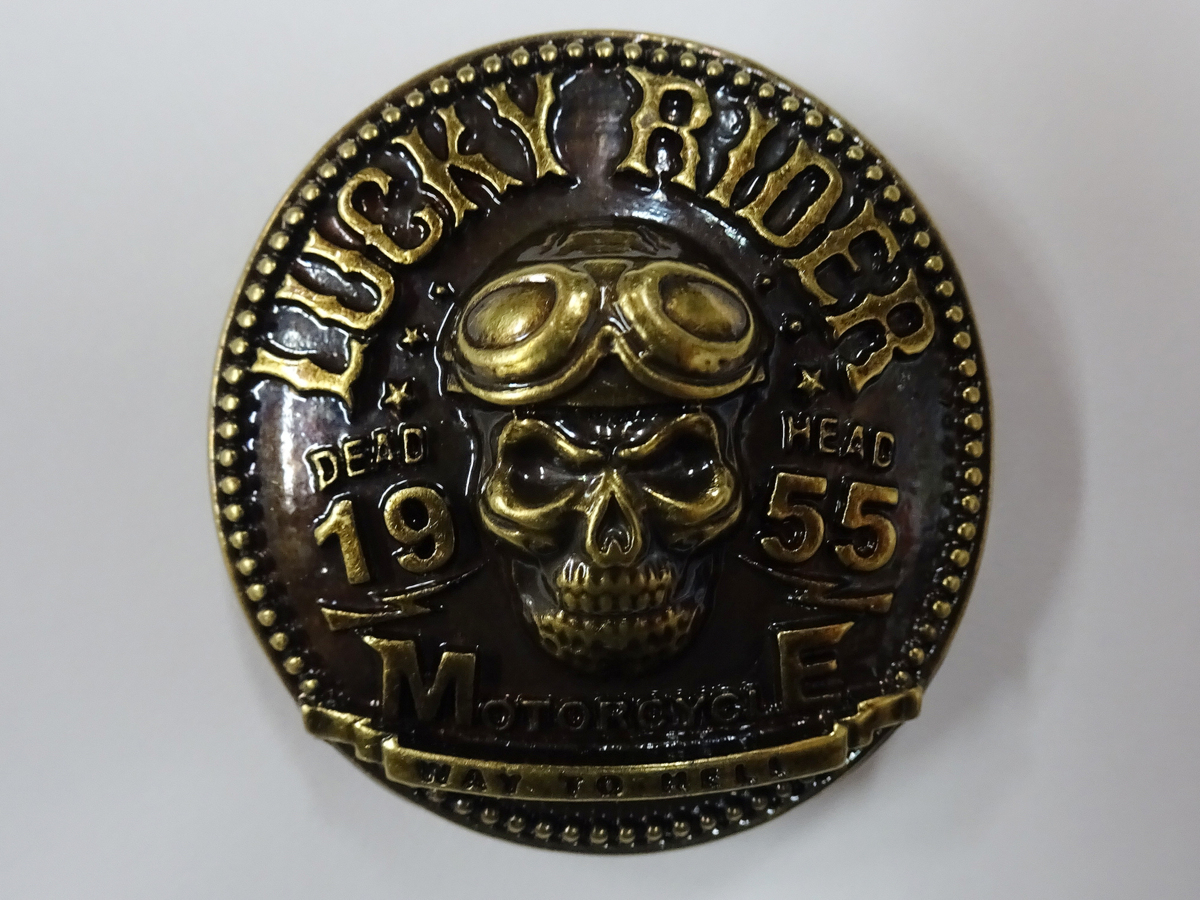 LUCKY RIDER
DEAD HEAD
19 55
MOTORCYCLE
WAY TO HELL